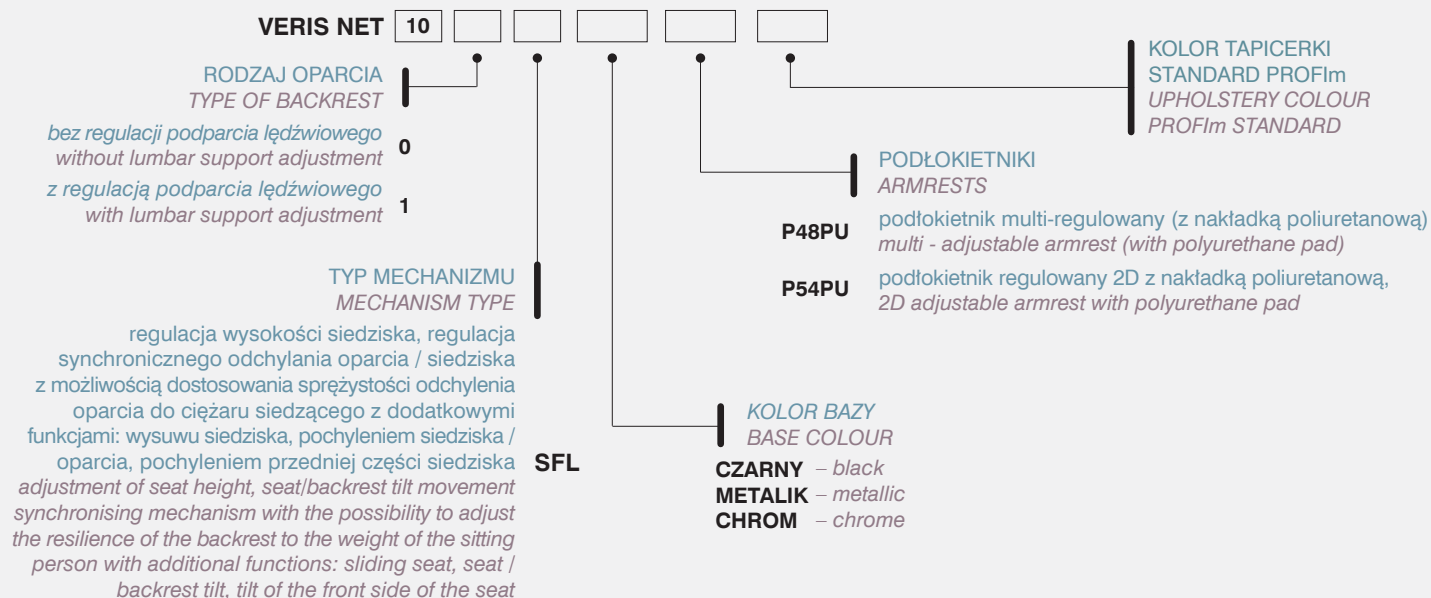 VERIS NET 10
RODZAJ OPARCIA
TYPE OF BACKREST
bez regulacji podparcia lędźwiowego
without lumbar support adjustment
0
z regulacją podparcia lędźwiowego
with lumbar support adjustment
1
TYP MECHANIZMU
MECHANISM TYPE
regulacja wysokości siedziska, regulacja
synchronicznego odchylania oparcia / siedziska
z możliwością dostosowania sprężystości odchylenia
oparcia do ciężaru siedzącego z dodatkowymi
funkcjami: wysuwu siedziska, pochyleniem siedziska /
oparcia, pochyleniem przedniej części siedziska
SFL
adjustment of seat height, seat/backrest tilt movement
synchronising mechanism with the possibility to adjust
the resilience of the backrest to the weight of the sitting
person with additional functions: sliding seat, seat /
backrest tilt, tilt of the front side of the seat
KOLOR BAZY
BASE COLOUR
CZARNY – black
METALIK – metallic
CHROM – chrome
PODŁOKIETNIKI
ARMRESTS
P48PU
podłokietnik multi-regulowany (z nakładką poliuretanową)
multi - adjustable armrest (with polyurethane pad)
P54PU
podłokietnik regulowany 2D z nakładką poliuretanową,
2D adjustable armrest with polyurethane pad
KOLOR TAPICERKI
STANDARD PROFIm
UPHOLSTERY COLOUR
PROFIm STANDARD